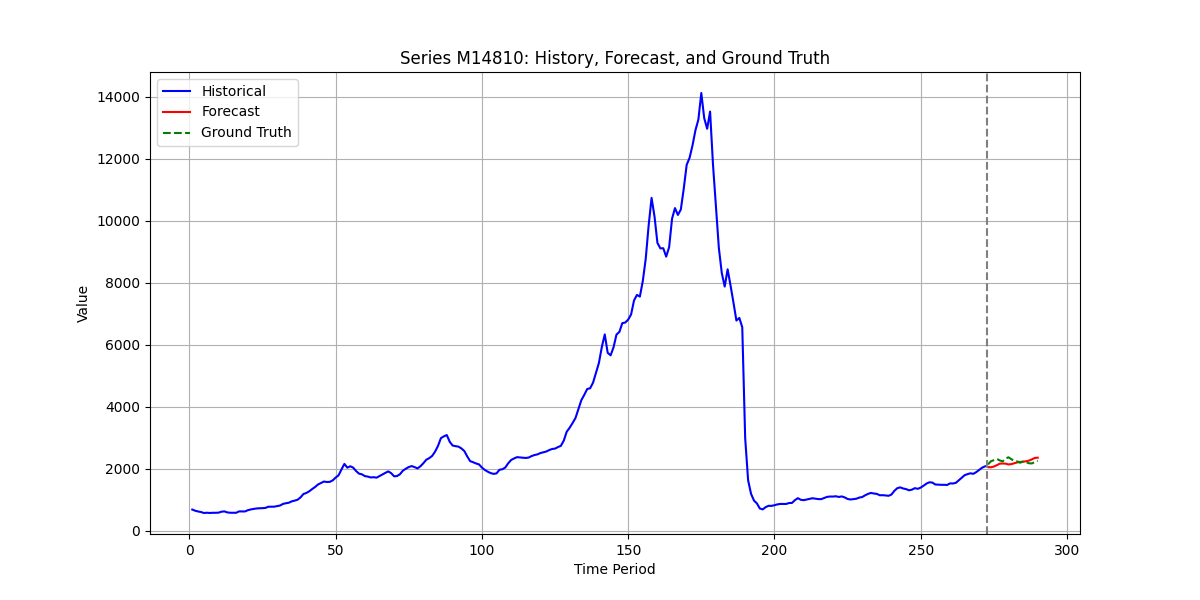 Series M14810: History, Forecast, and Ground Truth
Historical
Forecast
Ground Truth
14000
12000
10000
8000
6000
4000
2000
0
Value
0 50 100 150 200 250 300
Time Period